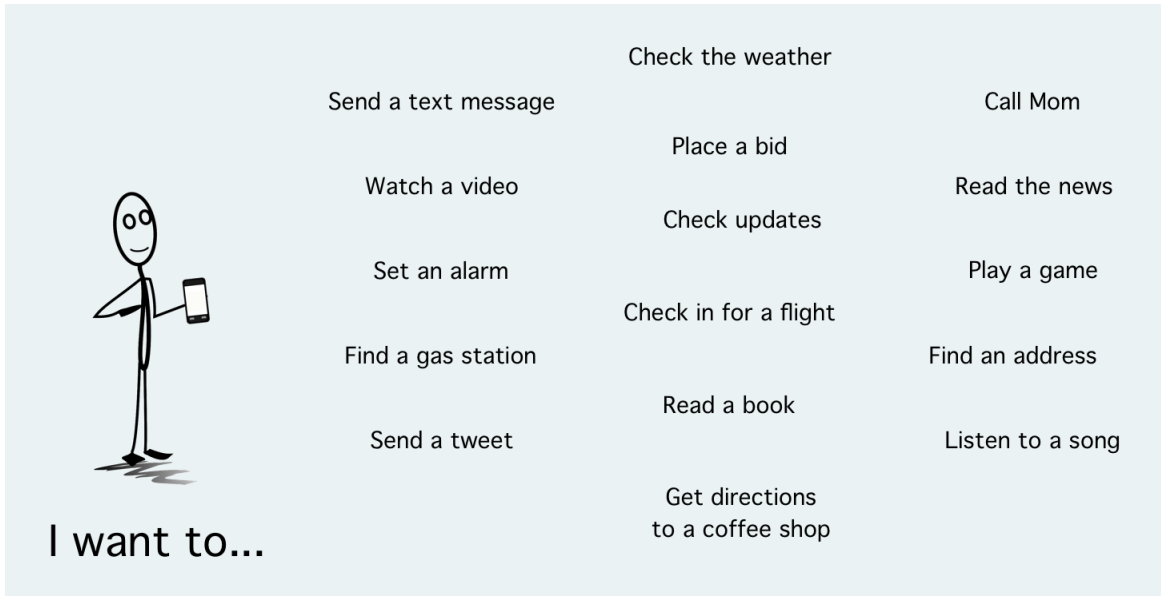 Check the weather
Send a text message
Call Mom
Place a bid
Watch a video
Read the news
Check updates
Set an alarm
Play a game
Check in for a flight
Find a gas station
Find an address
Read a book
Send a tweet
Listen to a song
Get directions
to a coffee shop
I want to...